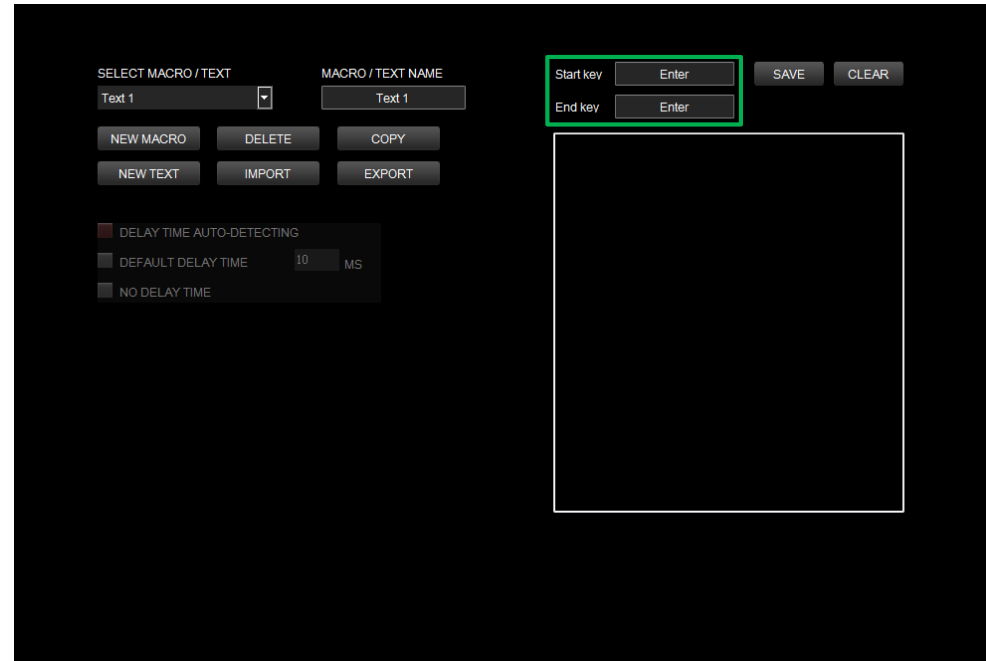 SELECT MACRO / TEXT
MACRO / TEXT NAME
Text 1
Text 1
NEW MACRO
DELETE
COPY
NEW TEXT
IMPORT
EXPORT
DELAY TIME AUTO-DETECTING
DEFAULT DELAY TIME 10 MS
NO DELAY TIME
Start key Enter
End key Enter
SAVE
CLEAR